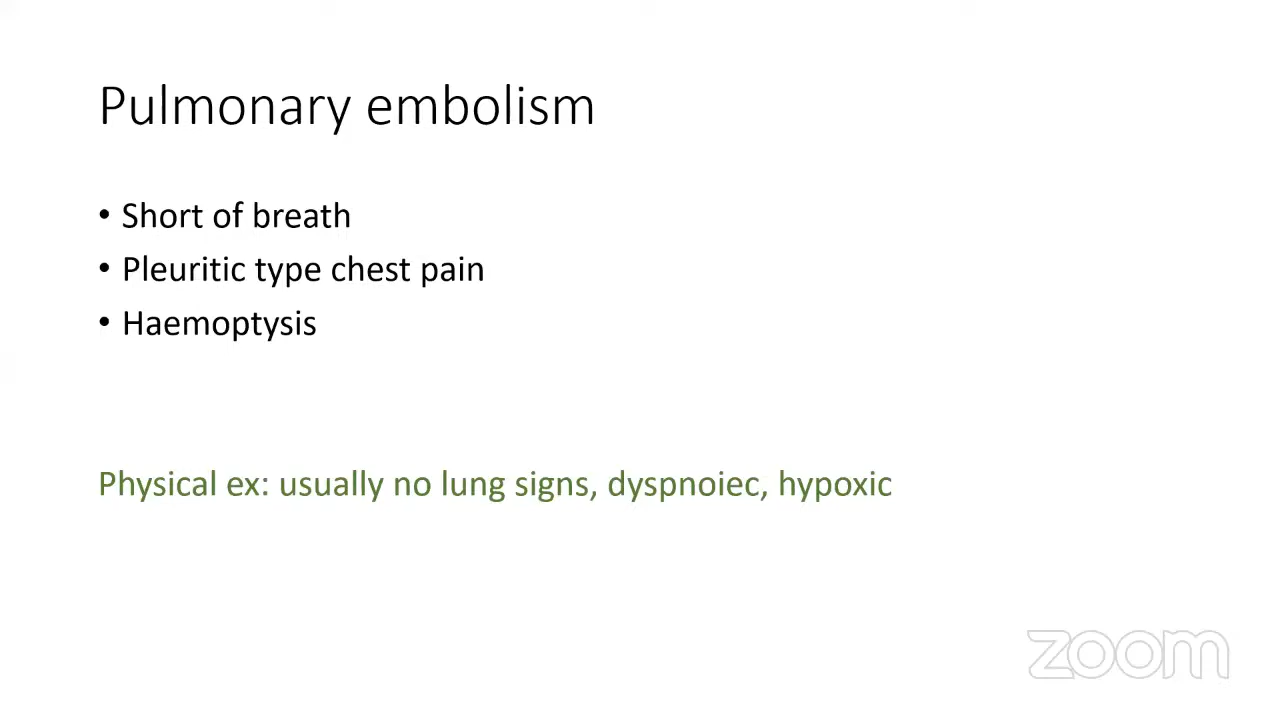 Pulmonary embolism
• Short of breath
• Pleuritic type chest pain
• Haemoptysis
Physical ex: usually no lung signs, dyspnoiec, hypoxic
zoom